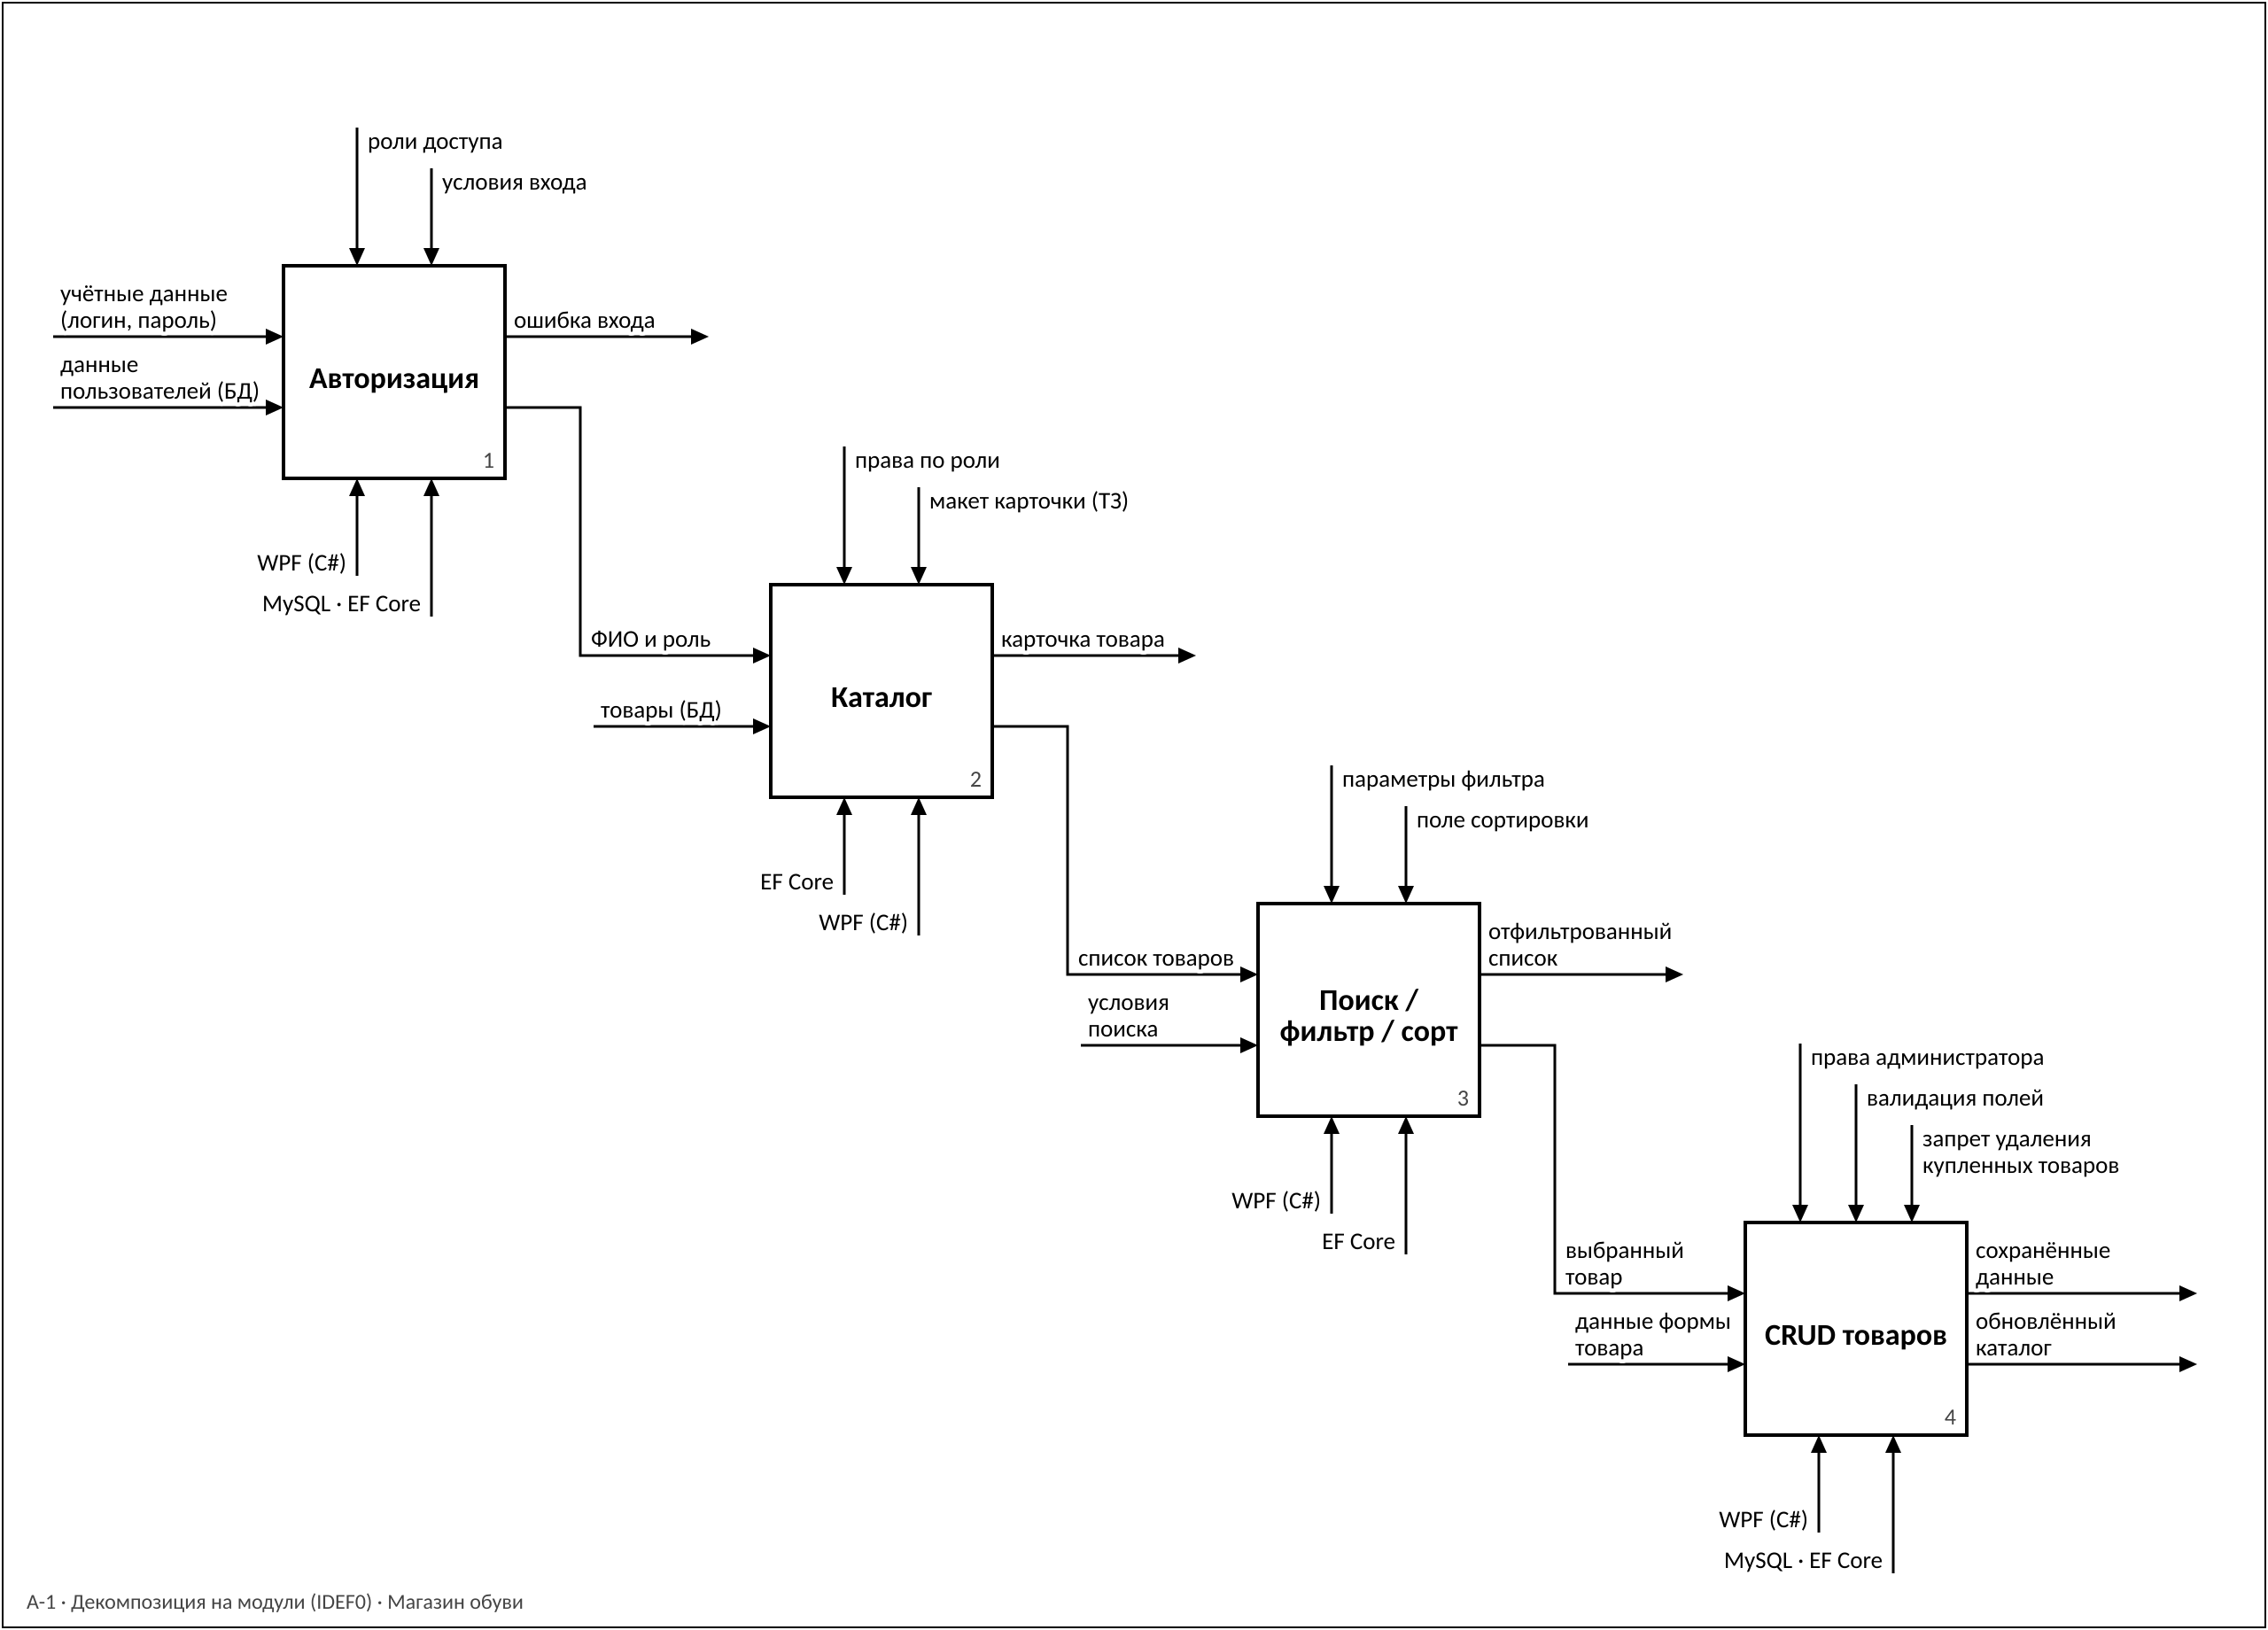 роли доступа
условия входа
учётные данные
(логин, пароль)
ошибка входа
данные
пользователей (БД)
Авторизация
1
WPF (C#)
MySQL · EF Core
права по роли
макет карточки (ТЗ)
ФИО и роль
карточка товара
товары (БД)
Каталог
2
EF Core
WPF (C#)
параметры фильтра
поле сортировки
список товаров
отфильтрованный
список
условия
поиска
Поиск /
фильтр / сорт
3
WPF (C#)
EF Core
права администратора
валидация полей
запрет удаления
купленных товаров
выбранный
товар
сохранённые
данные
данные формы
товара
CRUD товаров
обновлённый
каталог
4
WPF (C#)
MySQL · EF Core
А-1 · Декомпозиция на модули (IDEF0) · Магазин обуви